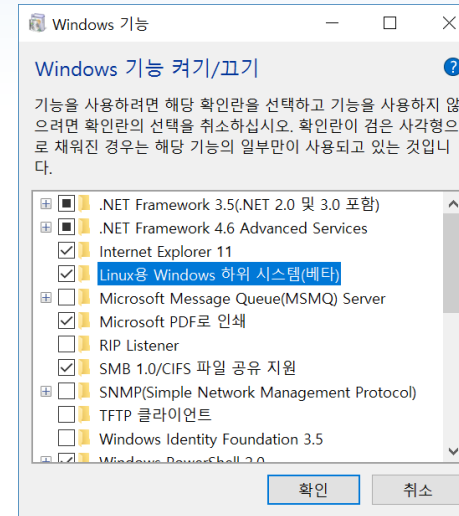 Windows 기능
Windows 기능 켜기/끄기
기능을 사용하려면 해당 확인란을 선택하고 기능을 사용하지 않
으려면 확인란의 선택을 취소하십시오. 확인란이 검은 사각형으
로 채워진 경우는 해당 기능의 일부만이 사용되고 있는 것입니
다.
.NET Framework 3.5(.NET 2.0 및 3.0 포함)
.NET Framework 4.6 Advanced Services
Internet Explorer 11
Linux용 Windows 하위 시스템(베타)
Microsoft Message Queue(MSMQ) Server
Microsoft PDF로 인쇄
RIP Listener
SMB 1.0/CIFS 파일 공유 지원
SNMP(Simple Network Management Protocol)
TFTP 클라이언트
Windows Identity Foundation 3.5
Windows PowerShell 2.0
확인
취소